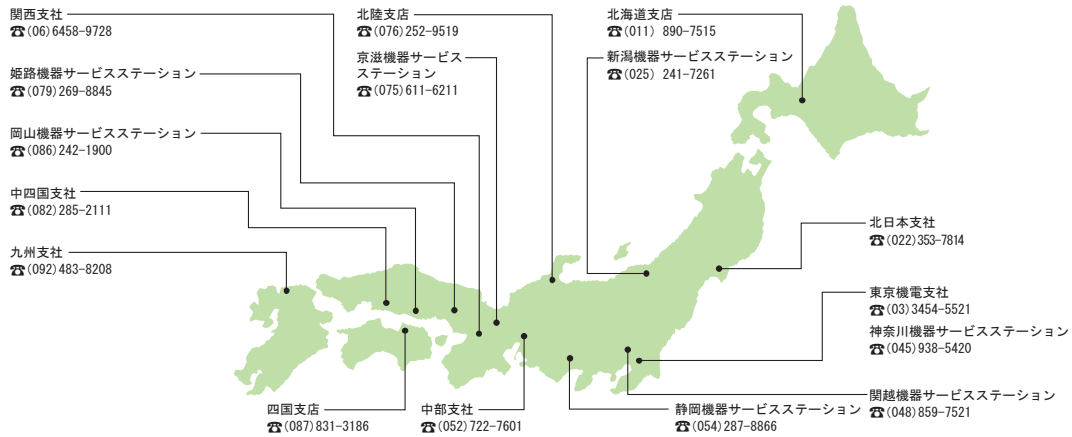 関西支社
☎(06)6458-9728
姫路機器サービスステーション
☎(079)269-8845
岡山機器サービスステーション
☎(086)242-1900
中四国支社
☎(082)285-2111
九州支社
☎(092)483-8208
北陸支店
☎(076)252-9519
京滋機器サービス
ステーション
☎(075)611-6211
北海道支店
☎(011) 890-7515
新潟機器サービスステーション
☎(025) 241-7261
北日本支社
☎(022)353-7814
東京機電支社
☎(03)3454-5521
神奈川機器サービスステーション
☎(045)938-5420
関越機器サービスステーション
☎(048)859-7521
静岡機器サービスステーション
☎(054)287-8866
中部支社
☎(052)722-7601
四国支店
☎(087)831-3186